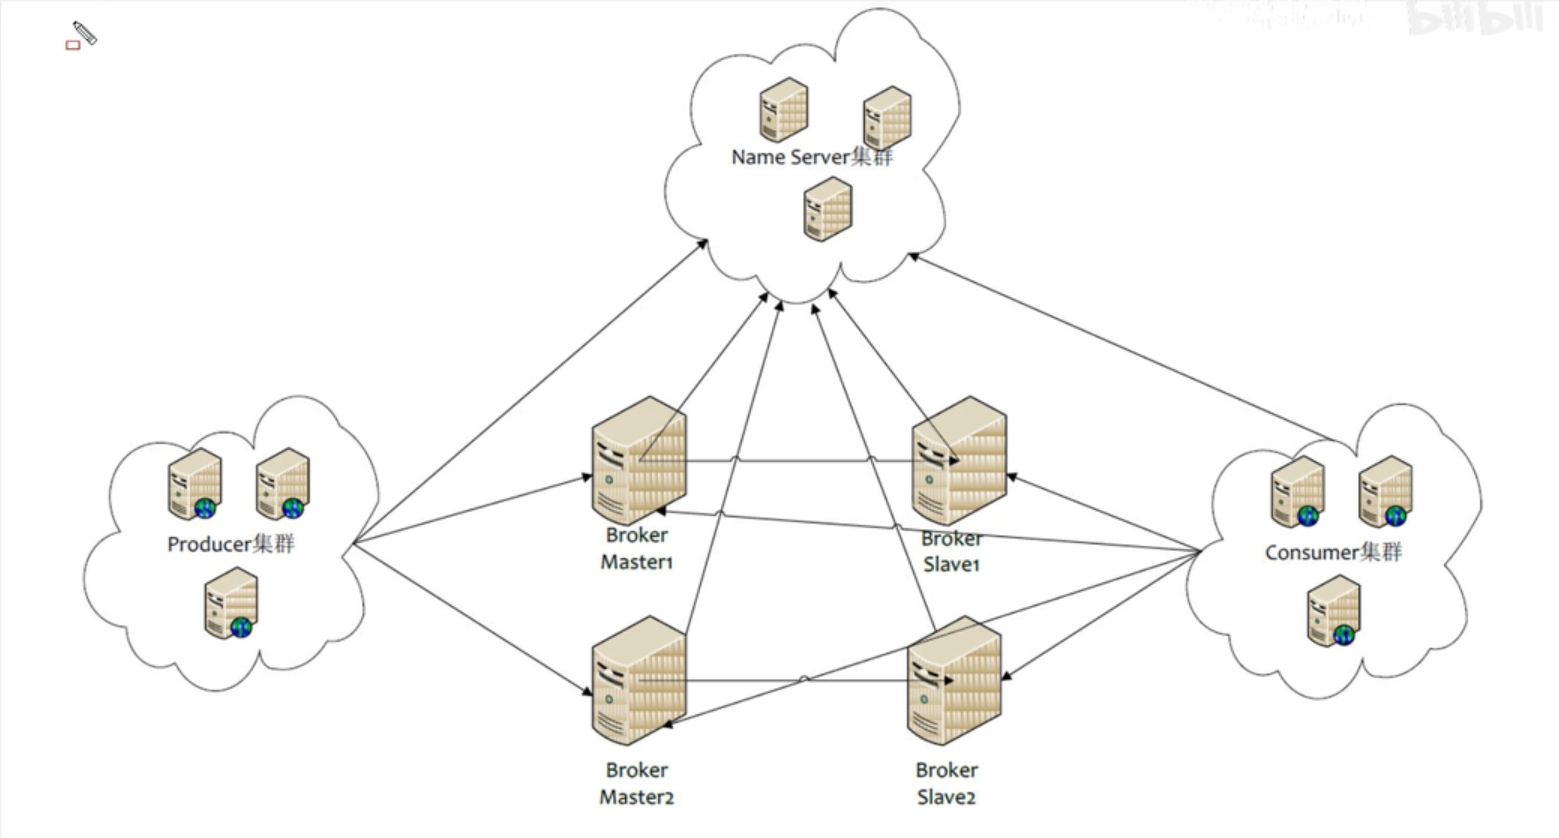 bilibili
Name Server集群
Producer集群
Broker
Master1
Broker
Slave1
Consumer集群
Broker
Master2
Broker
Slave2